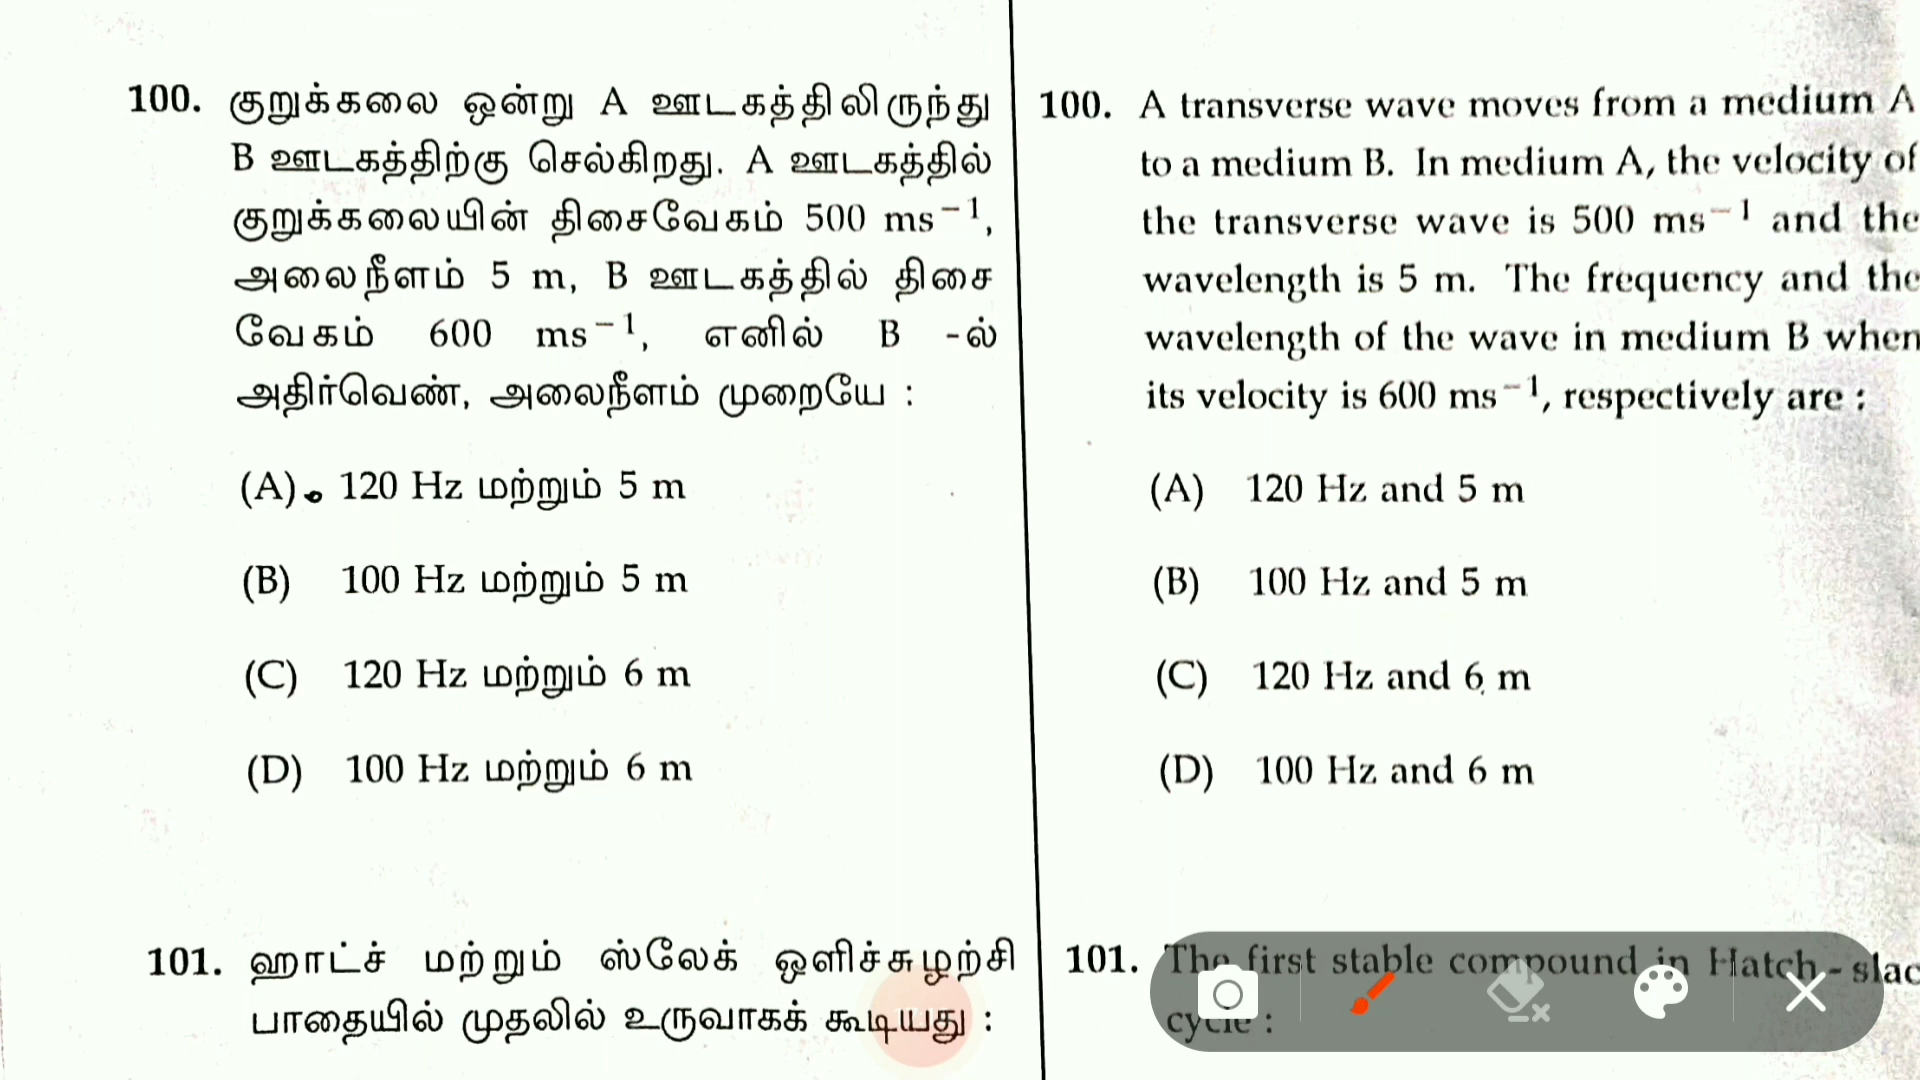 100. குறுக்கலை ஒன்று A ஊடகத்திலிருந்து
B ஊடகத்திற்கு செல்கிறது. A ஊடகத்தில்
குறுக்கலையின் திசைவேகம் 500 ms⁻¹,
அலைநீளம் 5 m, B ஊடகத்தில் திசை
வேகம் 600 ms⁻¹, எனில் B -ல்
அதிர்வெண், அலைநீளம் முறையே :
(A) 120 Hz மற்றும் 5 m
(B) 100 Hz மற்றும் 5 m
(C) 120 Hz மற்றும் 6 m
(D) 100 Hz மற்றும் 6 m
101. ஹாட்ச் மற்றும் ஸ்லேக் ஒளிச்சுழற்சி
பாதையில் முதலில் உருவாகக் கூடியது :
100. A transverse wave moves from a medium A
to a medium B. In medium A, the velocity of
the transverse wave is 500 ms⁻¹ and the
wavelength is 5 m. The frequency and the
wavelength of the wave in medium B when
its velocity is 600 ms⁻¹, respectively are :
(A) 120 Hz and 5 m
(B) 100 Hz and 5 m
(C) 120 Hz and 6 m
(D) 100 Hz and 6 m
101. The first stable compound in Hatch - slac
cycle :